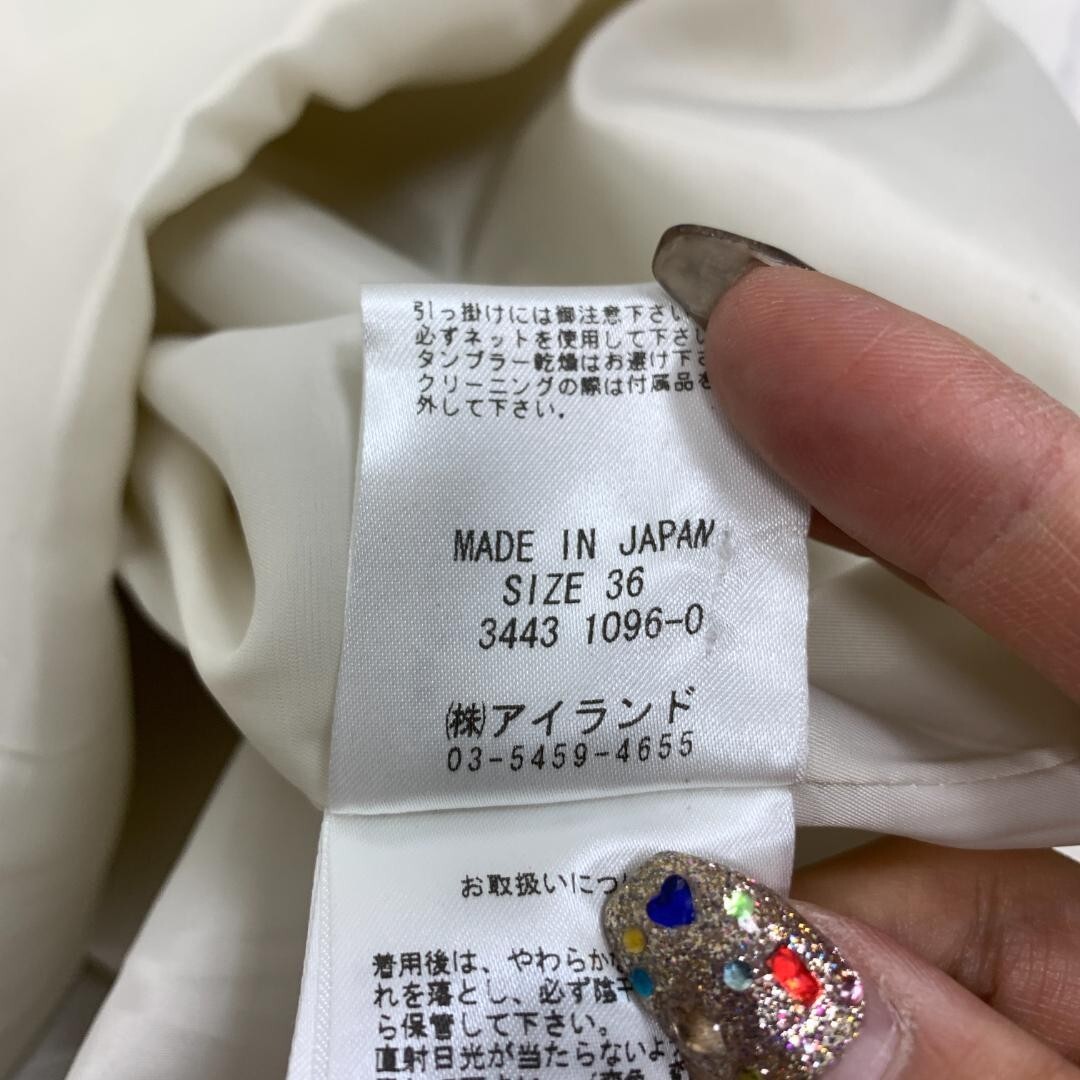 引っ掛けには御注意下さい
必ずネットを使用して下さ
タンブラー乾燥はお避け下さ
クリーニングの際は付属品を
外して下さい。
MADE IN JAPAN
SIZE 36
3443 1096-0
㈱アイランド
03-5459-4655
お取扱いにつ
着用後は、やわらか
れを落とし、必ず陰干
ら保管して下さい。
直射日光が当たらないよ